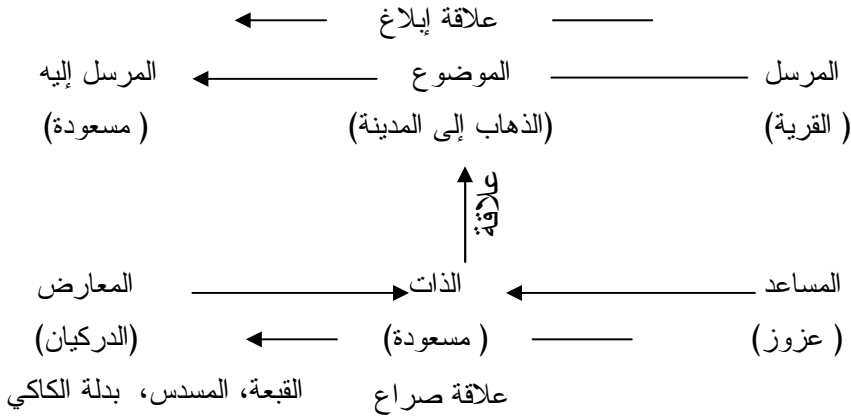 علاقة إبلاغ
المرسل الموضوع المرسل إليه
( القرية) (الذهاب إلى المدينة) ( مسعودة)
علاقة
المساعد الذات المعارض
( عزوز) ( مسعودة) (الدركيان)
علاقة صراع القبعة، المسدس، بدلة الكاكي